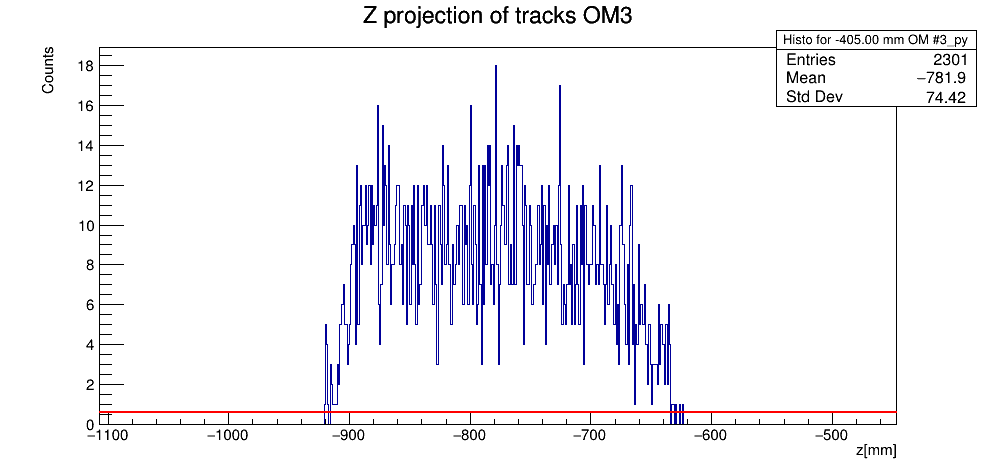 Z projection of tracks OM3
Histo for -405.00 mm OM #3_py
Entries 2301
Mean −781.9
Std Dev 74.42
Counts
18
16
14
12
10
8
6
4
2
0
−1100 −1000 −900 −800 −700 −600 −500
z[mm]